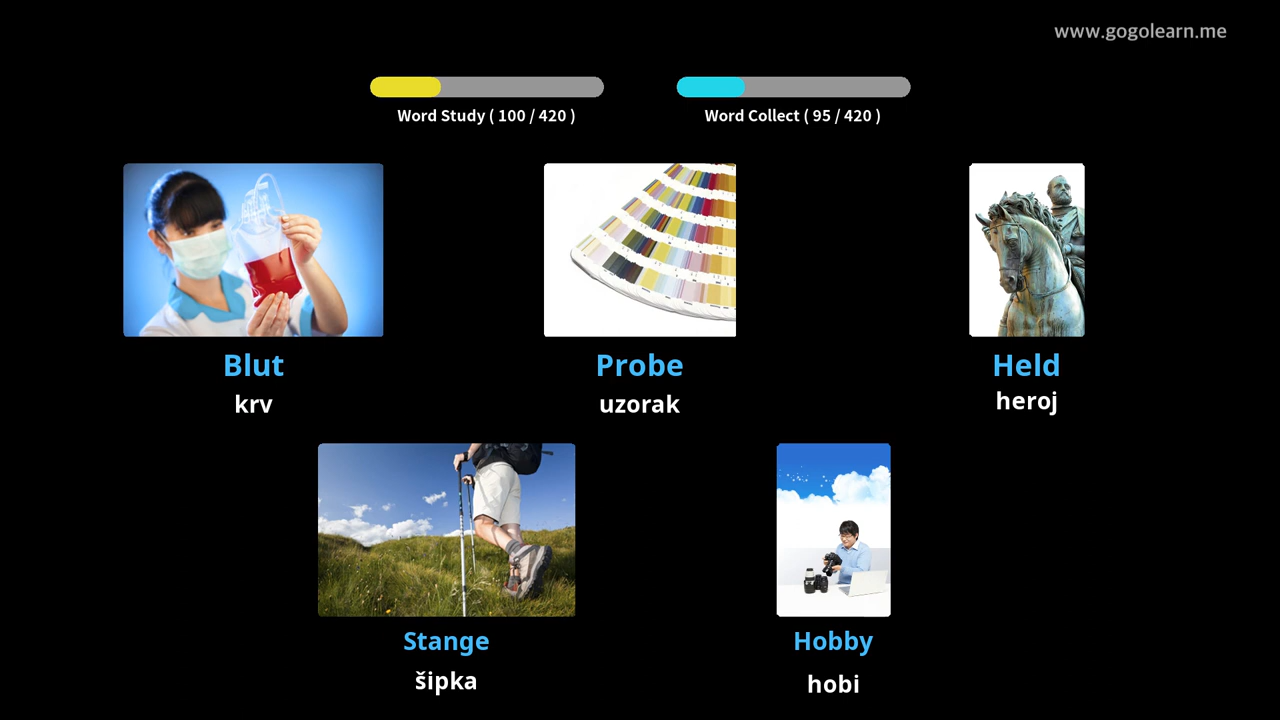 www.gogolearn.me
Word Study ( 100 / 420 )
Word Collect ( 95 / 420 )
Blut
krv
Probe
uzorak
Held
heroj
Stange
šipka
Hobby
hobi